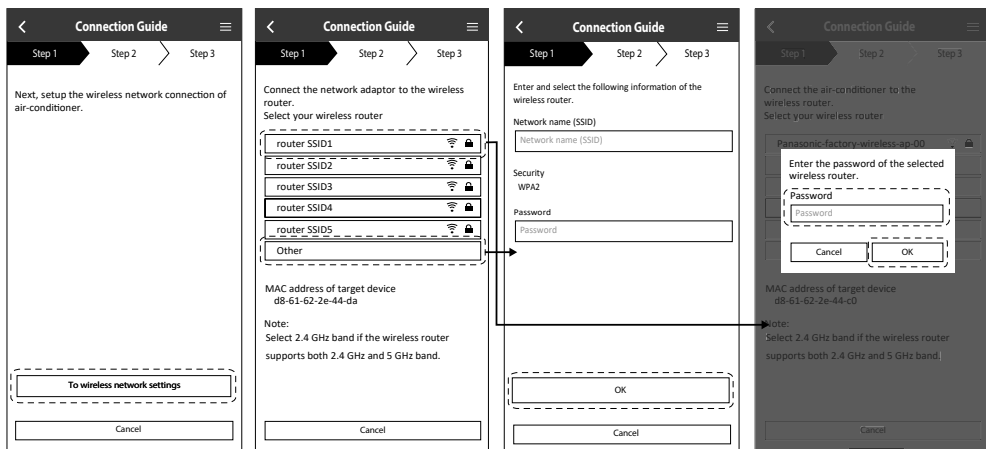 Connection Guide
Step 1
Step 2
Step 3
Next, setup the wireless network connection of
air-conditioner.
To wireless network settings
Cancel
Connection Guide
Step 1
Step 2
Step 3
Connect the network adaptor to the wireless
router.
Select your wireless router
router SSID1
router SSID2
router SSID3
router SSID4
router SSID5
Other
MAC address of target device
d8-61-62-2e-44-da
Note:
Select 2.4 GHz band if the wireless router
supports both 2.4 GHz and 5 GHz band.
Cancel
Connection Guide
Step 1
Step 2
Step 3
Enter and select the following information of the
wireless router.
Network name (SSID)
Network name (SSID)
Security
WPA2
Password
Password
OK
Cancel
Connection Guide
Step 1
Step 2
Step 3
Connect the air-conditioner to the
wireless router.
Select your wireless router
Panasonic-factory-wireless-ap-00
Enter the password of the selected
wireless router.
Password
Password
Cancel
OK
MAC address of target device
d8-61-62-2e-44-c0
Note:
Select 2.4 GHz band if the wireless router
supports both 2.4 GHz and 5 GHz band.
Cancel